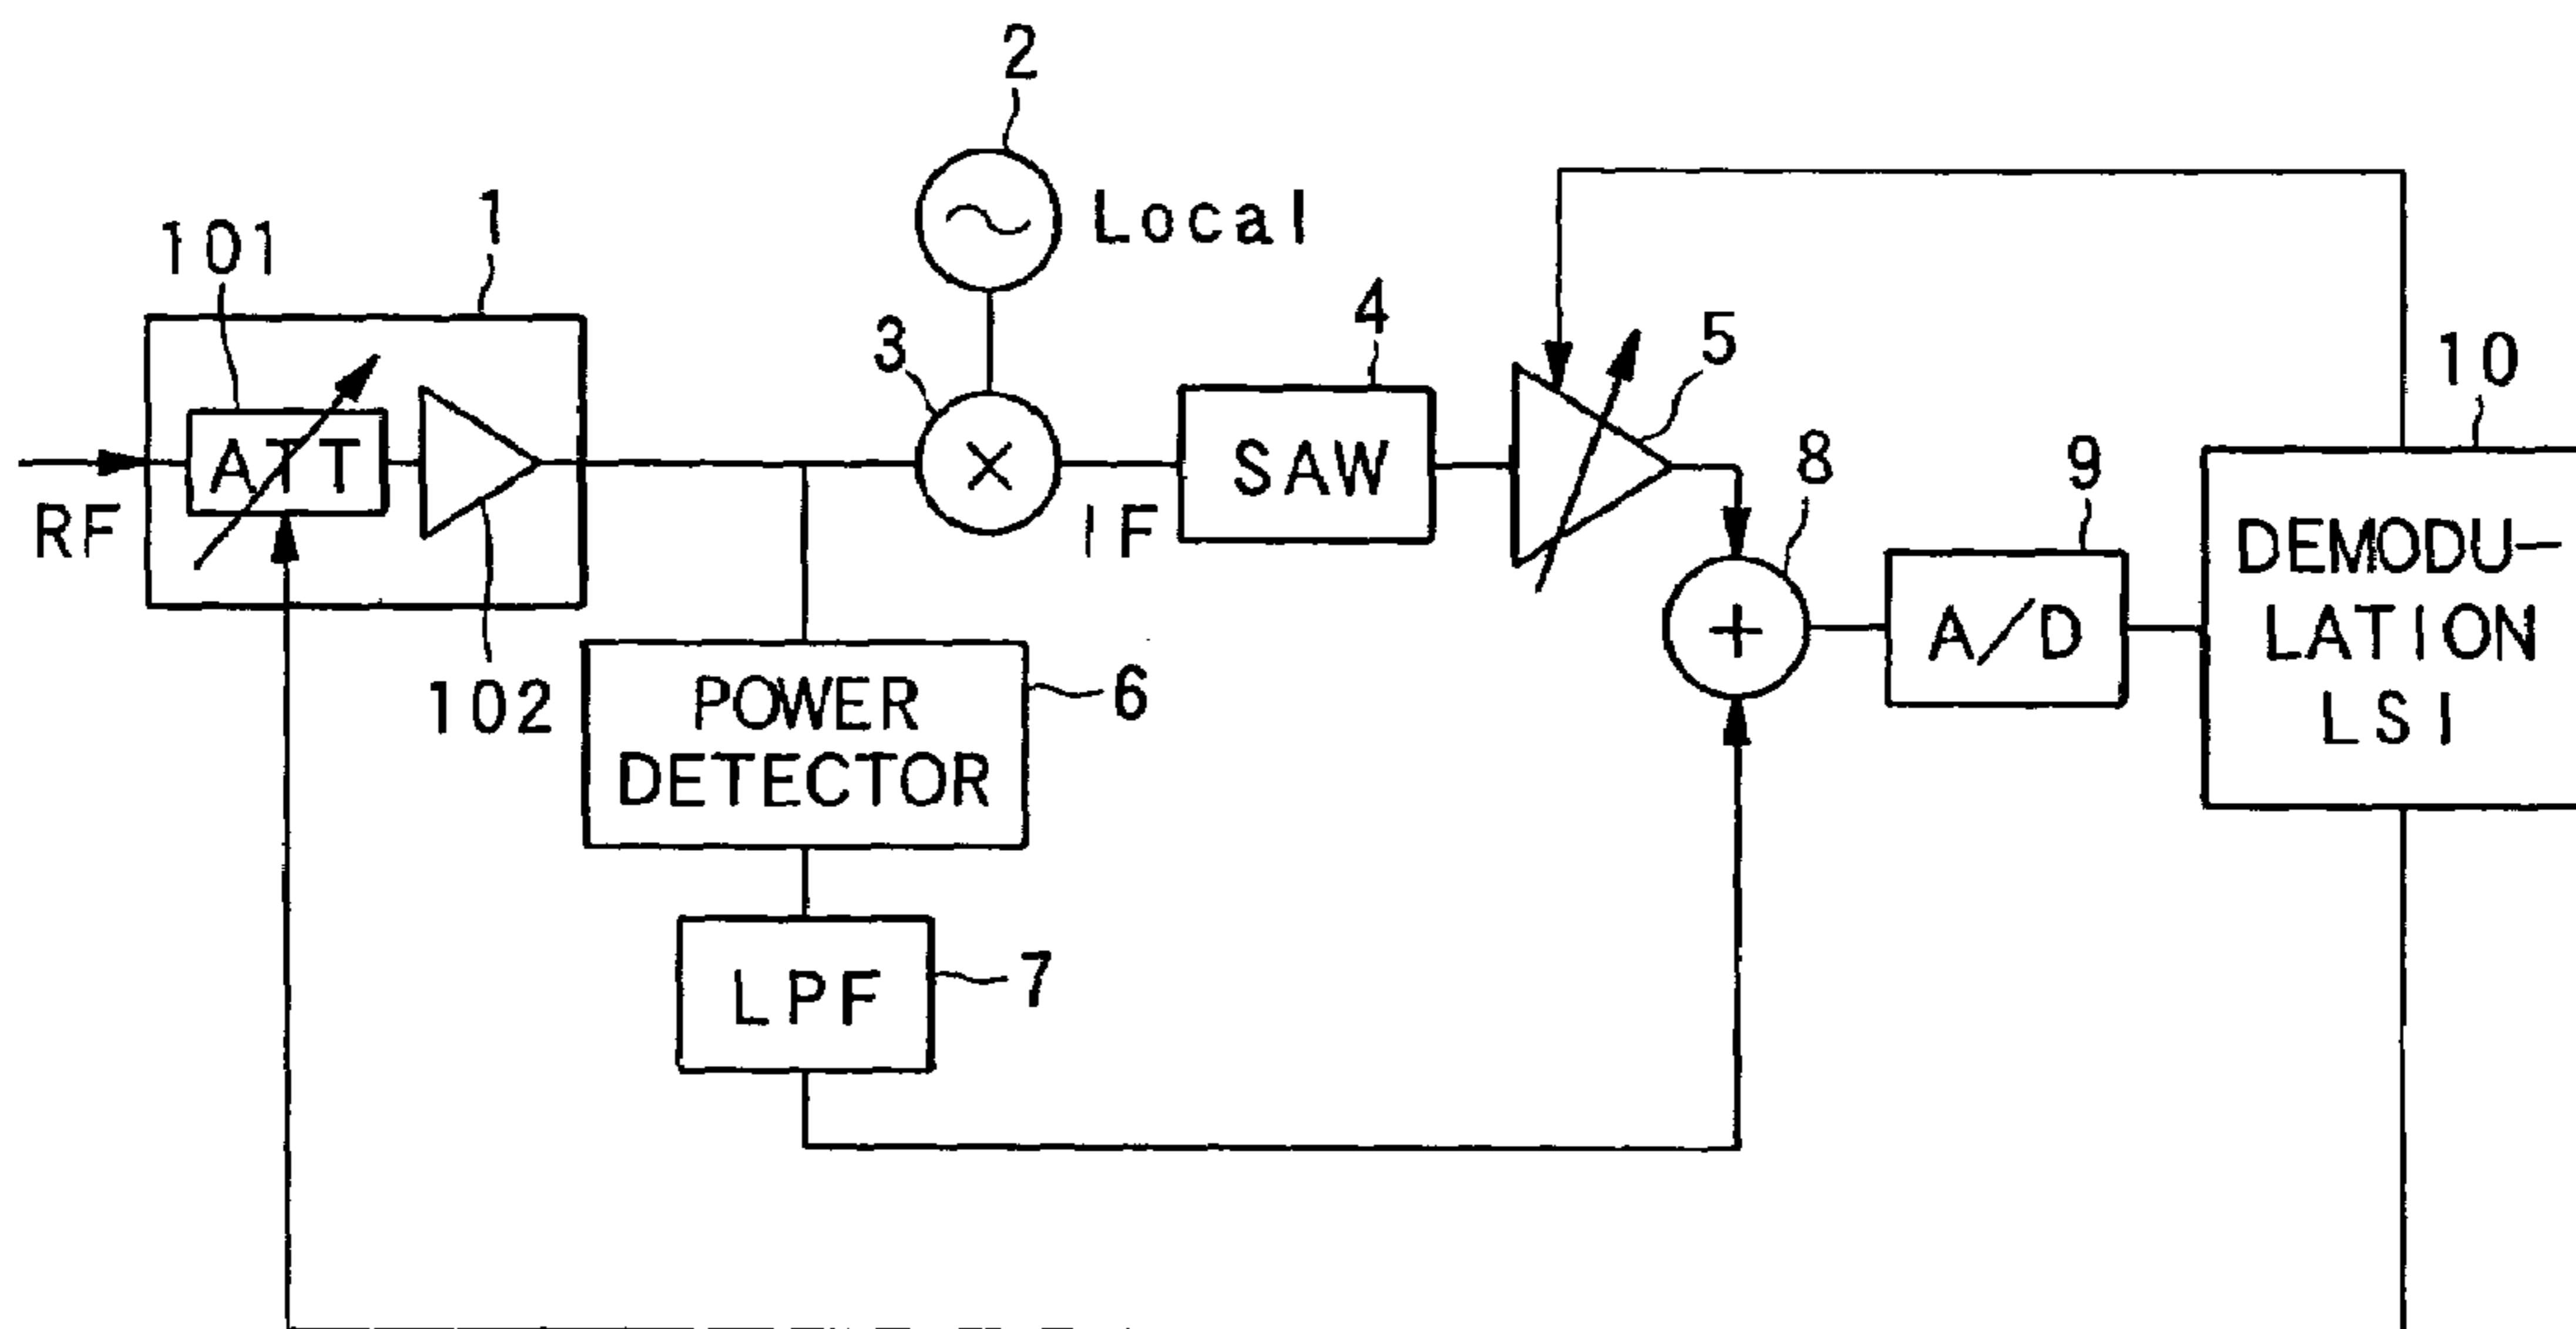 2
Local
1
101
ATT
RF
102
3
IF
4
SAW
5
8
9
A/D
10
DEMODU-
LATION
LSI
POWER
DETECTOR
6
LPF
7